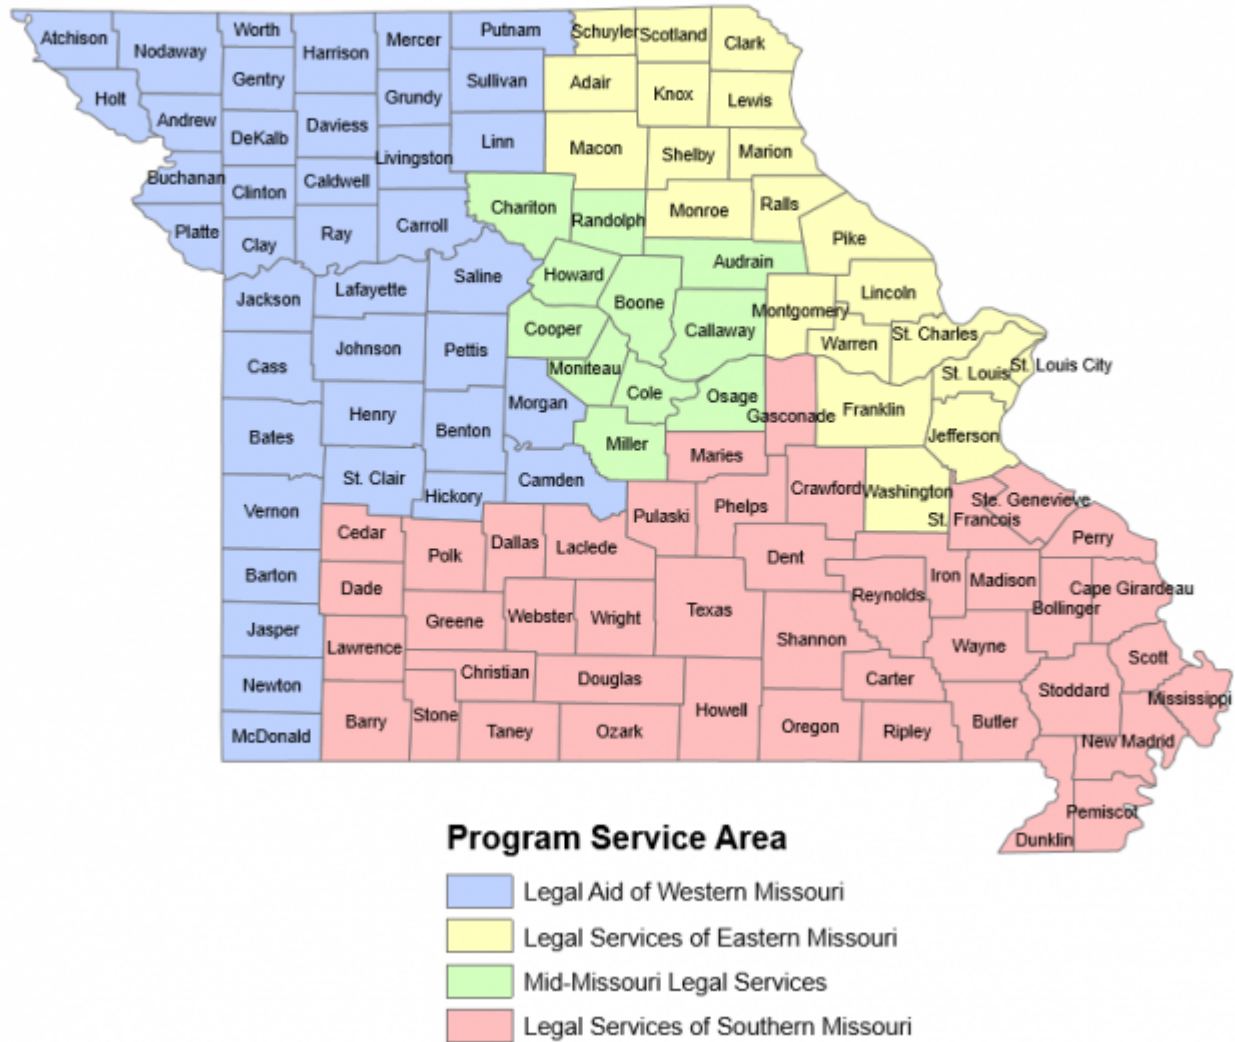 Atchison
Nodaway
Worth
Harrison
Mercer
Putnam
Schuyler
Scotland
Clark
Holt
Gentry
Grundy
Sullivan
Adair
Knox
Lewis
Andrew
DeKalb
Daviess
Livingston
Linn
Macon
Shelby
Marion
Buchanan
Clinton
Caldwell
Chariton
Randolph
Monroe
Ralls
Platte
Clay
Ray
Carroll
Pike
Jackson
Lafayette
Saline
Howard
Boone
Audrain
Lincoln
Cass
Johnson
Pettis
Cooper
Callaway
Montgomery
Warren
St. Charles
Moniteau
Cole
Osage
Gasconade
Franklin
St. Louis
St. Louis City
Bates
Henry
Benton
Morgan
Miller
Maries
Jefferson
Vernon
St. Clair
Hickory
Camden
Pulaski
Phelps
Crawford
Washington
St. Francois
Ste. Genevieve
Perry
Cedar
Polk
Dallas
Laclede
Dent
Iron
Madison
Cape Girardeau
Bollinger
Barton
Dade
Greene
Webster
Wright
Texas
Reynolds
Jasper
Lawrence
Christian
Douglas
Shannon
Wayne
Scott
Newton
Carter
Stoddard
Mississippi
McDonald
Barry
Stone
Taney
Ozark
Howell
Oregon
Ripley
Butler
New Madrid
Pemiscot
Dunklin
Program Service Area
Legal Aid of Western Missouri
Legal Services of Eastern Missouri
Mid-Missouri Legal Services
Legal Services of Southern Missouri